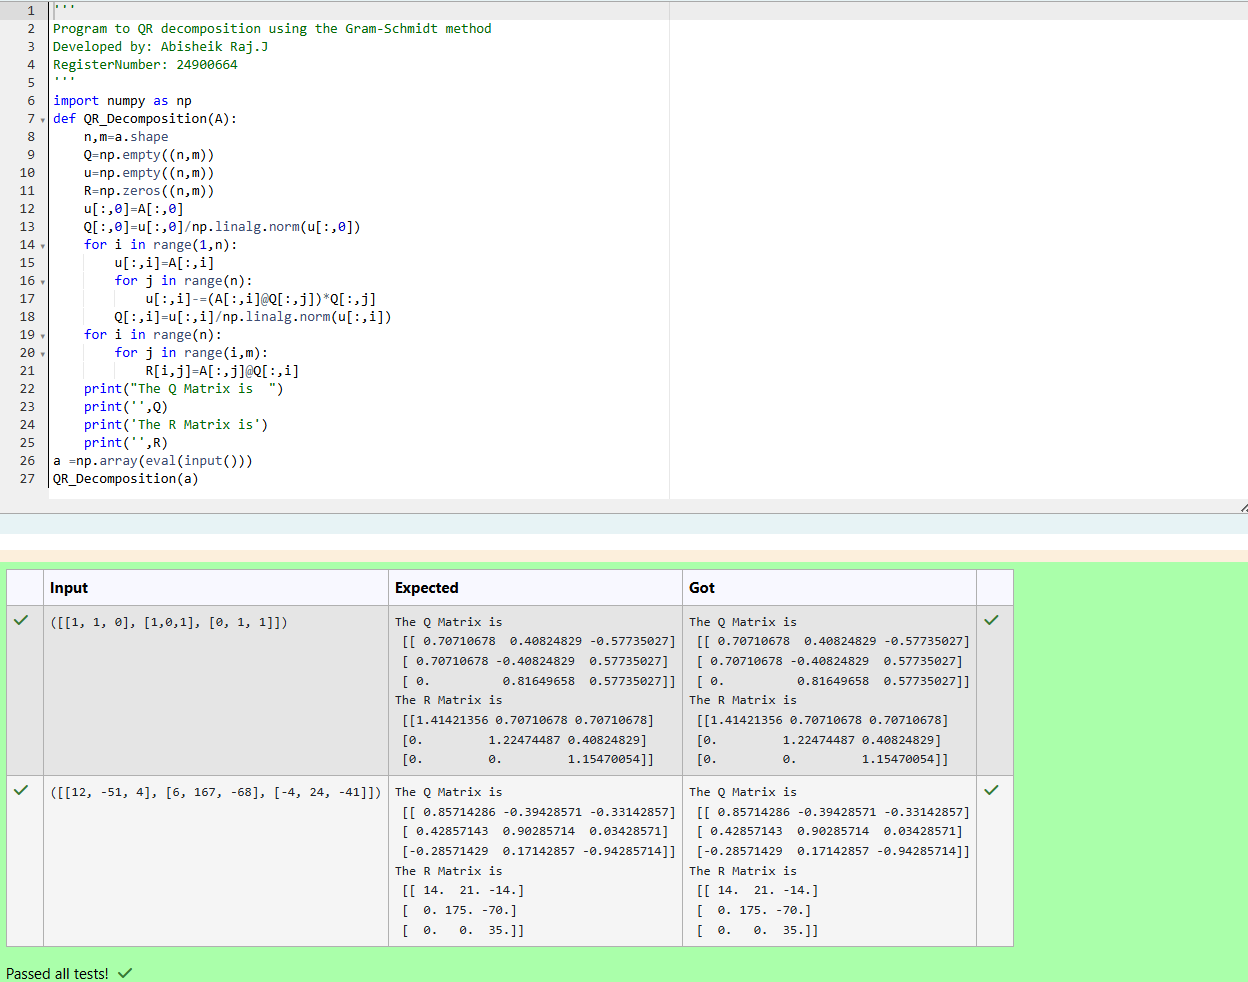 1 '''
2 Program to QR decomposition using the Gram-Schmidt method
3 Developed by: Abisheik Raj.J
4 RegisterNumber: 24900664
5 '''
6 import numpy as np
7 def QR_Decomposition(A):
8     n,m=a.shape
9     Q=np.empty((n,m))
10     u=np.empty((n,m))
11     R=np.zeros((n,m))
12     u[:,0]=A[:,0]
13     Q[:,0]=u[:,0]/np.linalg.norm(u[:,0])
14     for i in range(1,n):
15         u[:,i]=A[:,i]
16         for j in range(n):
17             u[:,i]-=(A[:,i]@Q[:,j])*Q[:,j]
18         Q[:,i]=u[:,i]/np.linalg.norm(u[:,i])
19     for i in range(n):
20         for j in range(i,m):
21             R[i,j]=A[:,j]@Q[:,i]
22     print("The Q Matrix is  ")
23     print('',Q)
24     print('The R Matrix is')
25     print('',R)
26 a =np.array(eval(input()))
27 QR_Decomposition(a)
Input Expected Got
([[1, 1, 0], [1,0,1], [0, 1, 1]]) The Q Matrix is The Q Matrix is
[[ 0.70710678  0.40824829 -0.57735027] [[ 0.70710678  0.40824829 -0.57735027]
[ 0.70710678 -0.40824829  0.57735027] [ 0.70710678 -0.40824829  0.57735027]
[ 0.          0.81649658  0.57735027]] [ 0.          0.81649658  0.57735027]]
The R Matrix is The R Matrix is
[[1.41421356 0.70710678 0.70710678] [[1.41421356 0.70710678 0.70710678]
[0.         1.22474487 0.40824829] [0.         1.22474487 0.40824829]
[0.         0.         1.15470054]] [0.         0.         1.15470054]]
([[12, -51, 4], [6, 167, -68], [-4, 24, -41]]) The Q Matrix is The Q Matrix is
[[ 0.85714286 -0.39428571 -0.33142857] [[ 0.85714286 -0.39428571 -0.33142857]
[ 0.42857143  0.90285714  0.03428571] [ 0.42857143  0.90285714  0.03428571]
[-0.28571429  0.17142857 -0.94285714]] [-0.28571429  0.17142857 -0.94285714]]
The R Matrix is The R Matrix is
[[ 14.  21. -14.] [[ 14.  21. -14.]
[  0. 175. -70.] [  0. 175. -70.]
[  0.   0.  35.]] [  0.   0.  35.]]
Passed all tests!